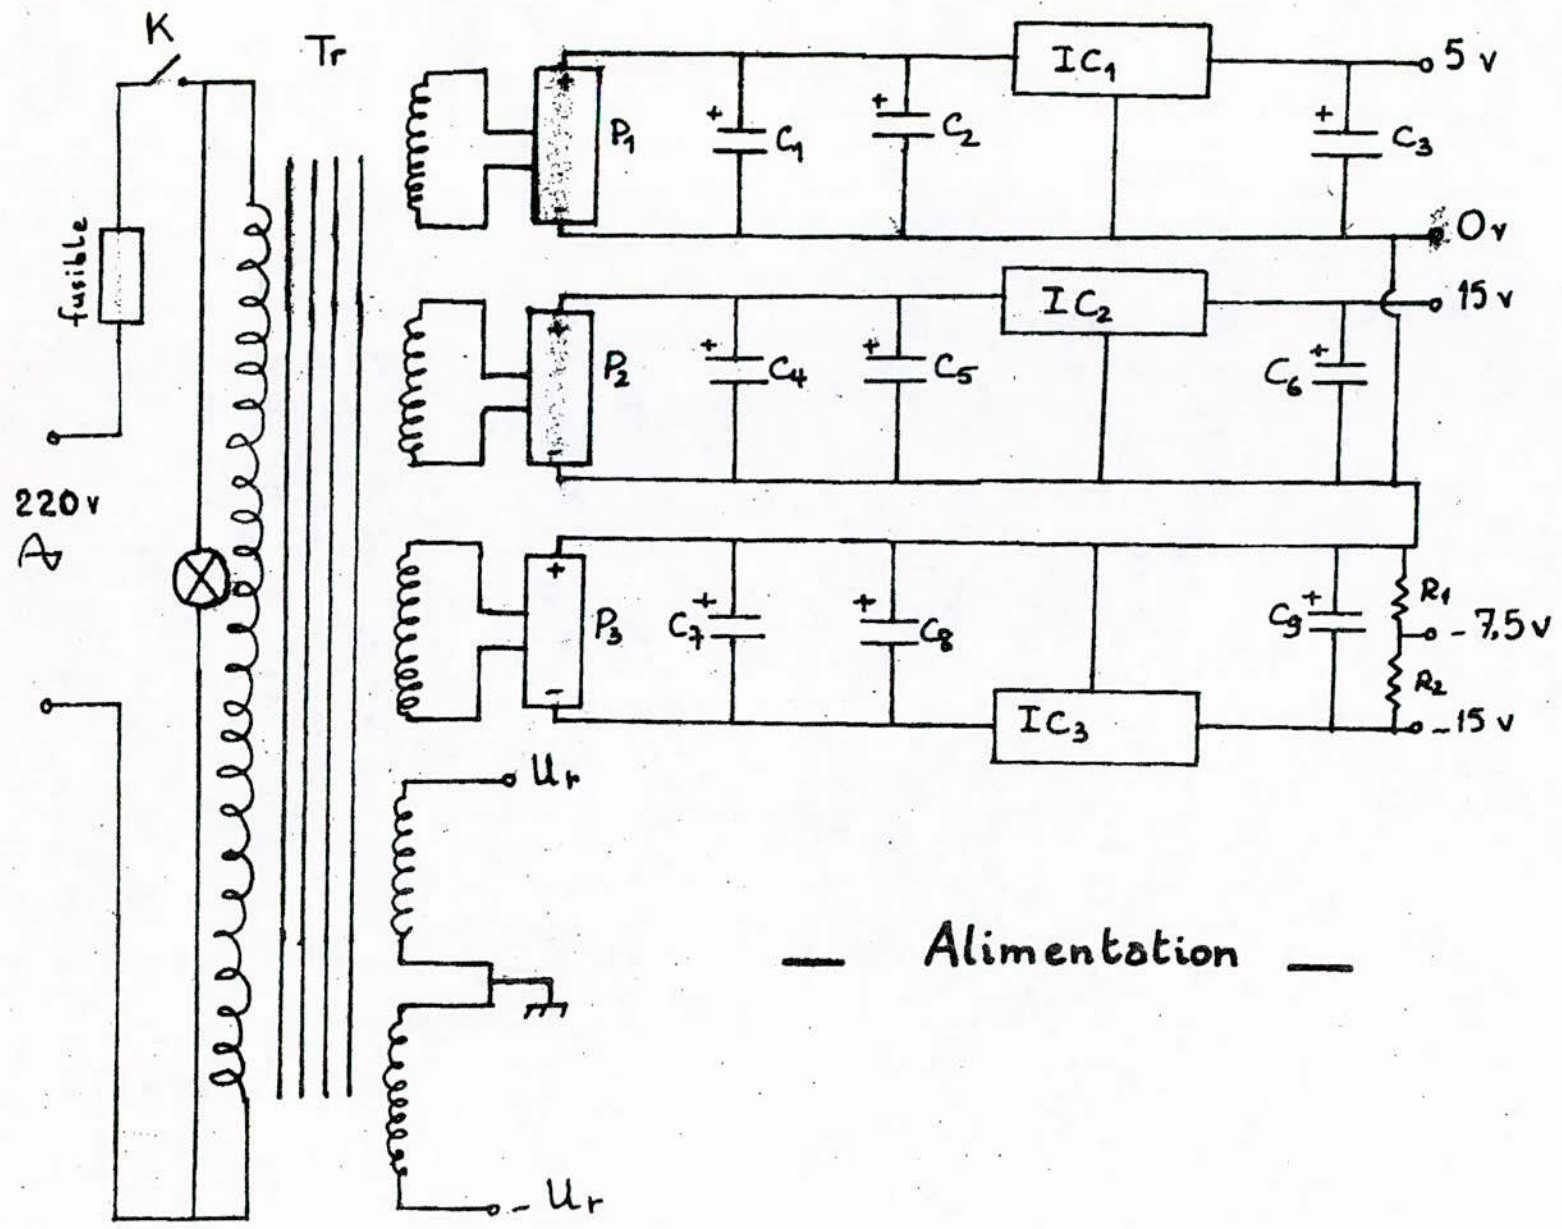 K
Tr
fusible
220 v
P1
+
-
+ C1
+ C2
IC1
+ C3
5 v
0 v
P2
+
-
+ C4
+ C5
IC2
+ C6
15 v
P3
+
-
+ C7
+ C8
IC3
+ C9
R1
- 7,5 v
R2
- 15 v
Ur
- Ur
— Alimentation —